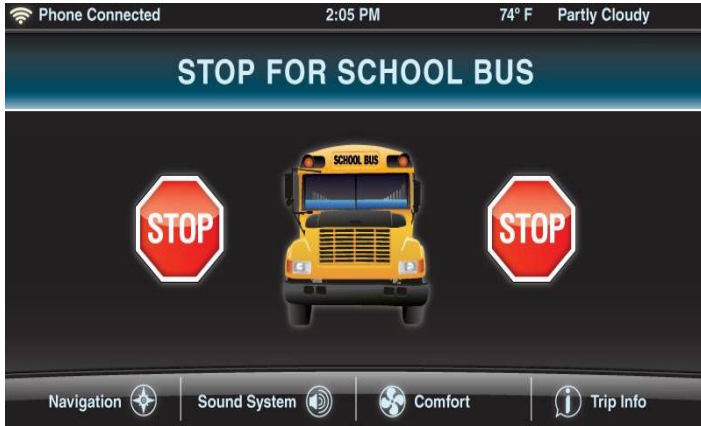 Phone Connected 2:05 PM 74° F Partly Cloudy
STOP FOR SCHOOL BUS
SCHOOL BUS
STOP STOP
Navigation Sound System Comfort Trip Info